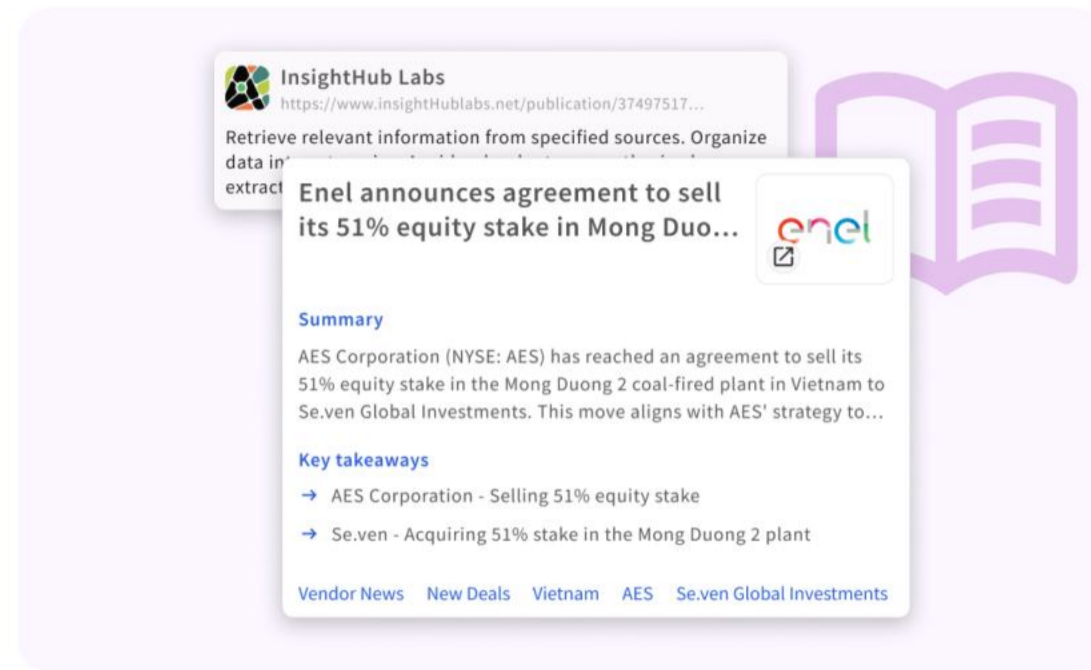 InsightHub Labs
https://www.insightHublabs.net/publication/37497517...
Retrieve relevant information from specified sources. Organize
data
extract
Enel announces agreement to sell
its 51% equity stake in Mong Duo...
enel
Summary
AES Corporation (NYSE: AES) has reached an agreement to sell its
51% equity stake in the Mong Duong 2 coal-fired plant in Vietnam to
Se.ven Global Investments. This move aligns with AES' strategy to...
Key takeaways
→ AES Corporation - Selling 51% equity stake
→ Se.ven - Acquiring 51% stake in the Mong Duong 2 plant
Vendor News New Deals Vietnam AES Se.ven Global Investments